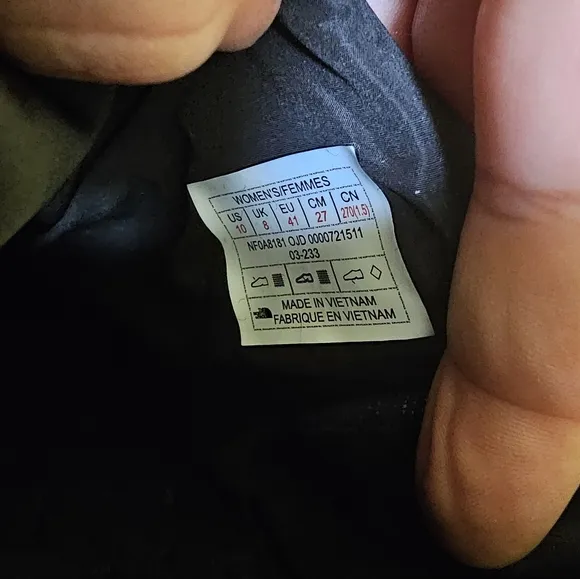 WOMEN'S/FEMMES
US UK EU CM CN
10 8 41 27 270(1.5)
NF0A8181 OJD 0000721511
03-233
MADE IN VIETNAM
FABRIQUE EN VIETNAM